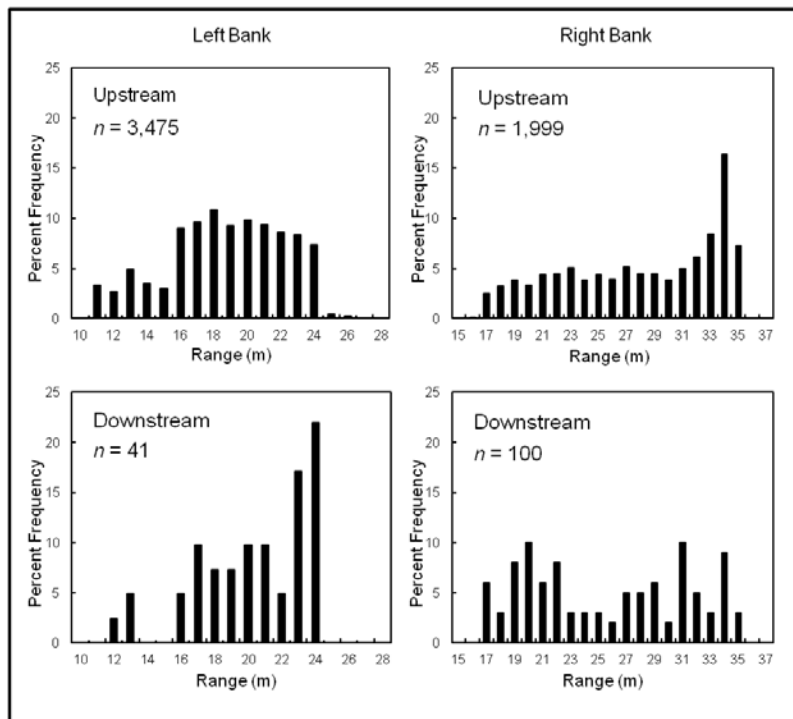 Left Bank
Right Bank
Upstream
n = 3,475
Percent Frequency
25
20
15
10
5
0
10 12 14 16 18 20 22 24 26 28
Range (m)
Upstream
n = 1,999
Percent Frequency
25
20
15
10
5
0
15 17 19 21 23 25 27 29 31 33 35 37
Range (m)
Downstream
n = 41
Percent Frequency
25
20
15
10
5
0
10 12 14 16 18 20 22 24 26 28
Range (m)
Downstream
n = 100
Percent Frequency
25
20
15
10
5
0
15 17 19 21 23 25 27 29 31 33 35 37
Range (m)